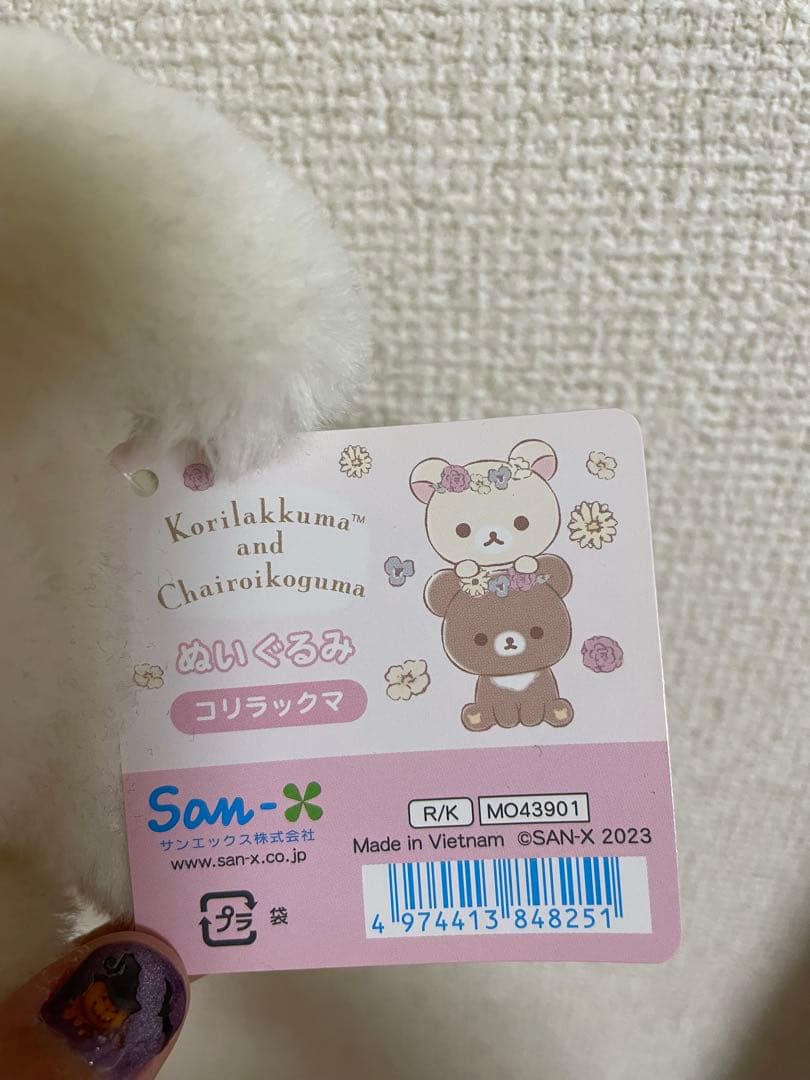 Korilakkuma™
and
Chairoikoguma
ぬいぐるみ
コリラックマ
San-X
サンエックス株式会社
www.san-x.co.jp
プラ 袋
R/K MO43901
Made in Vietnam ©SAN-X 2023
4 974413 848251